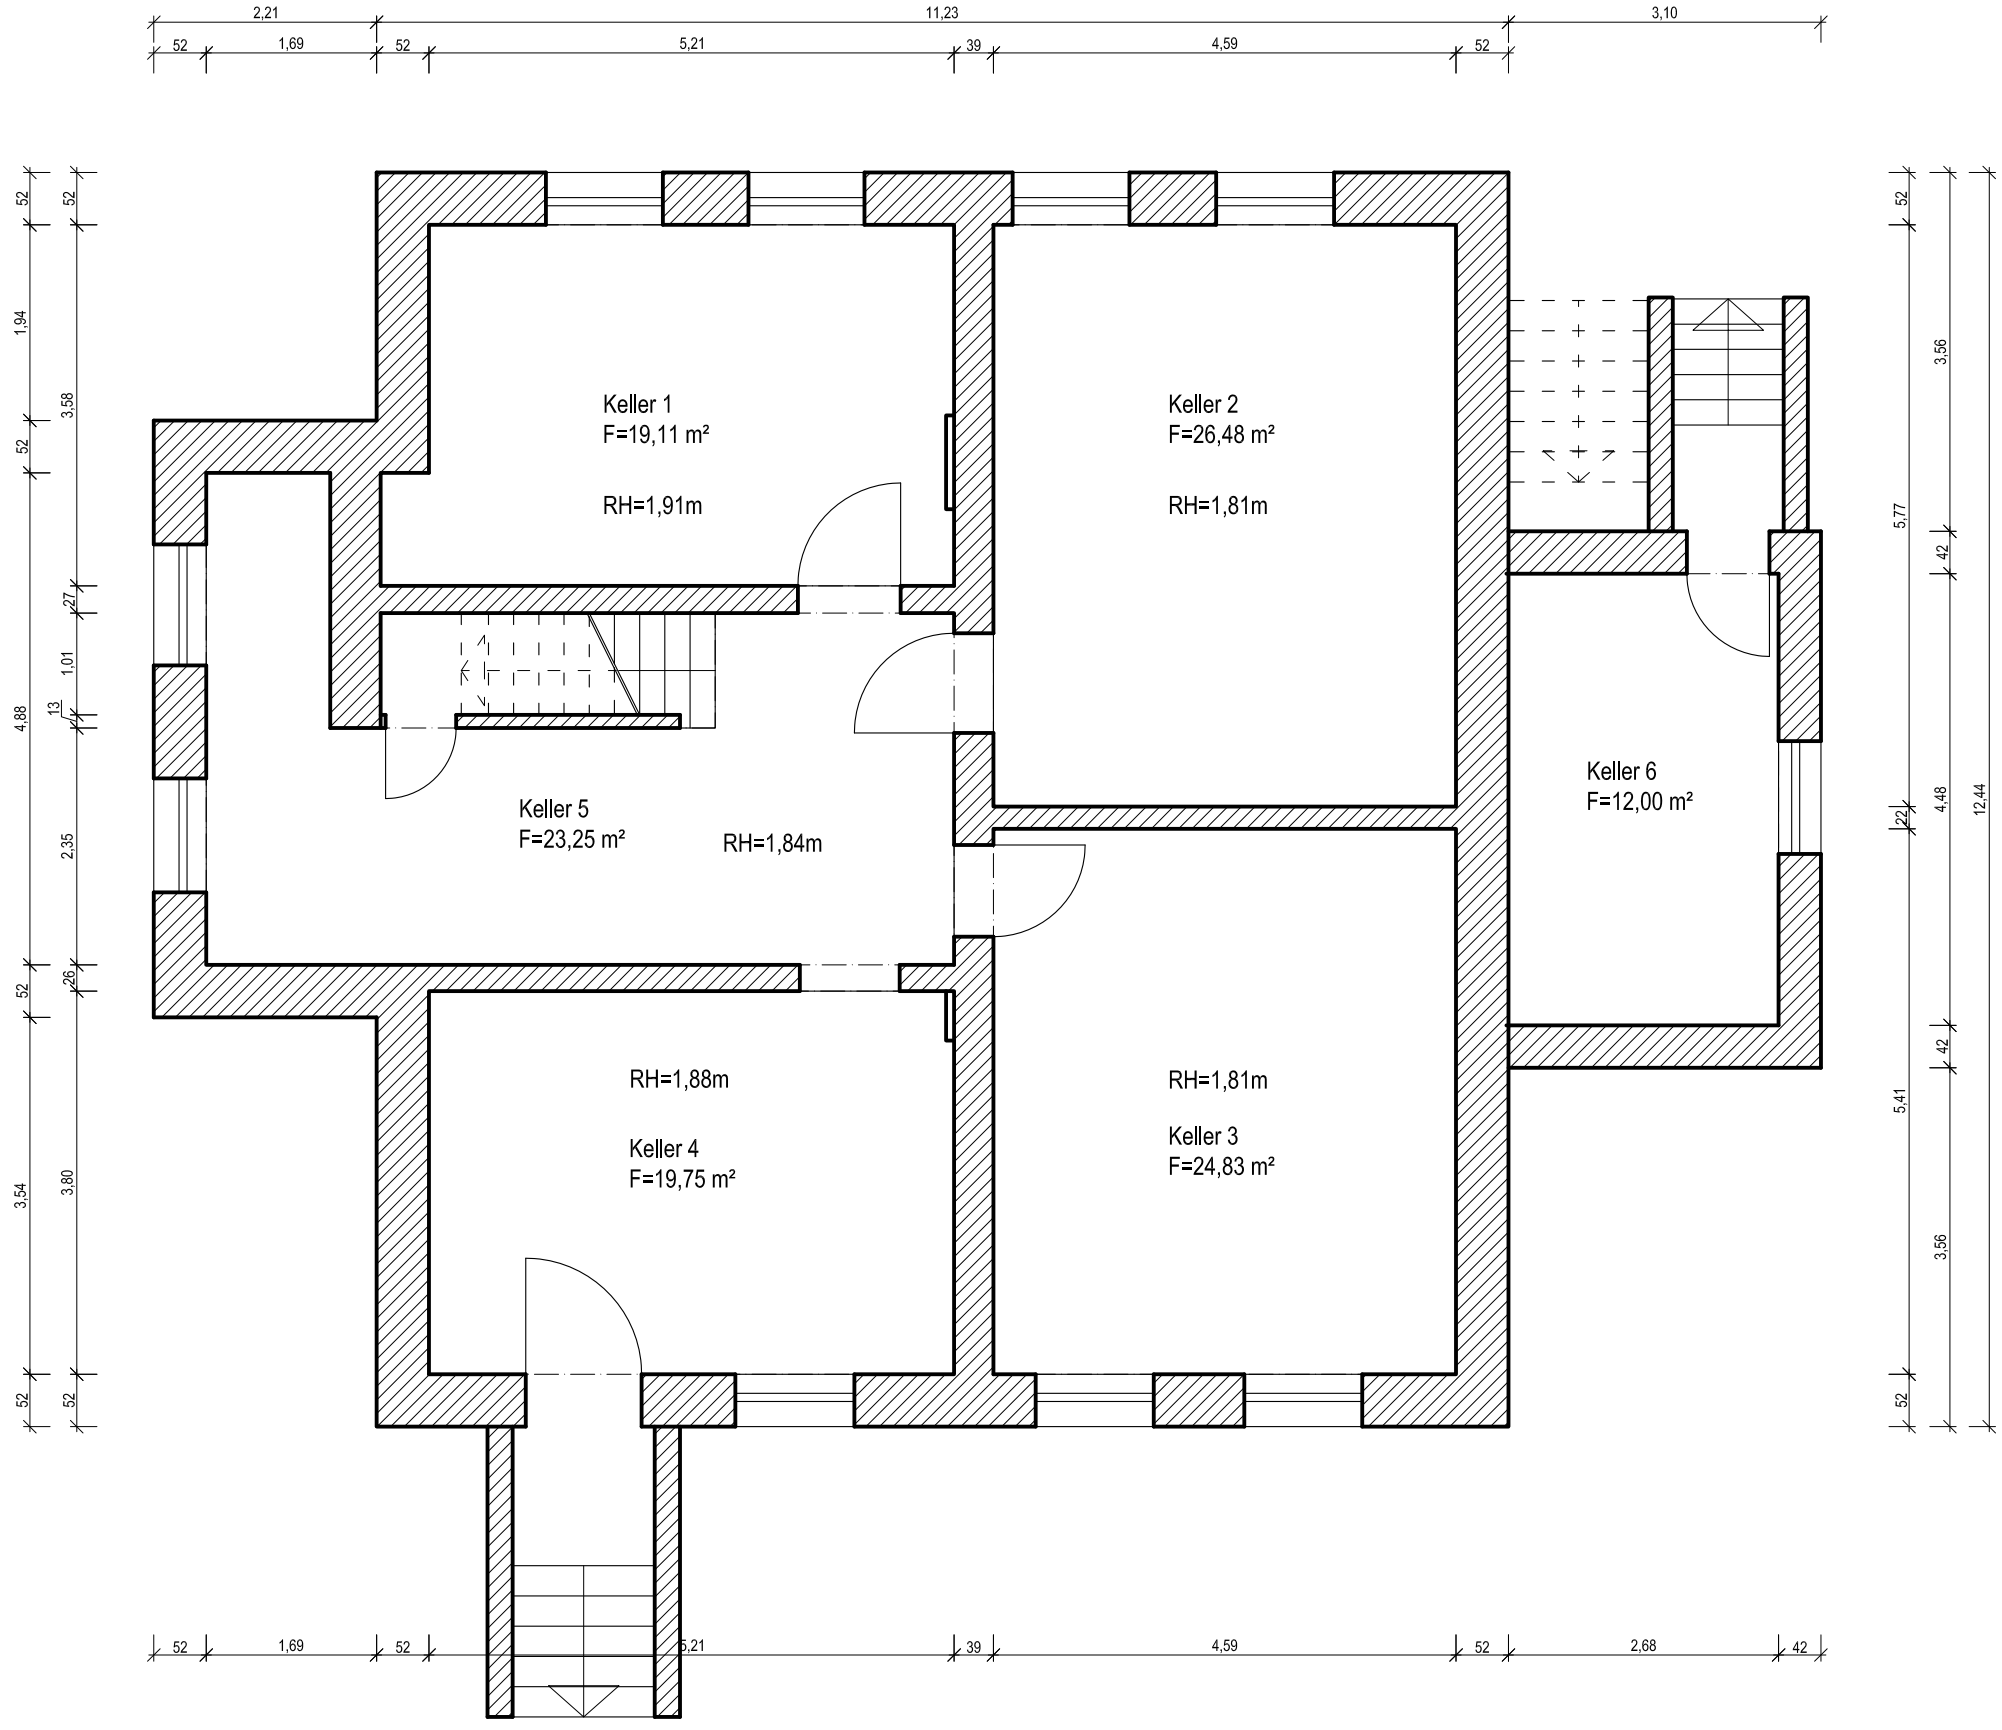 2,21 11,23 3,10
52 1,69 52 5,21 39 4,59 52
52 52 52
1,94 3,58 3,56
Keller 1
F=19,11 m²
RH=1,91m
Keller 2
F=26,48 m²
RH=1,81m
52
5,77
42
27
1,01
13
4,88
2,35
Keller 5
F=23,25 m²
RH=1,84m
Keller 6
F=12,00 m²
22
4,48
12,44
52
26
42
RH=1,88m
Keller 4
F=19,75 m²
RH=1,81m
Keller 3
F=24,83 m²
5,41
3,54 3,80 3,56
52 52 52
52 1,69 52 5,21 39 4,59 52 2,68 42